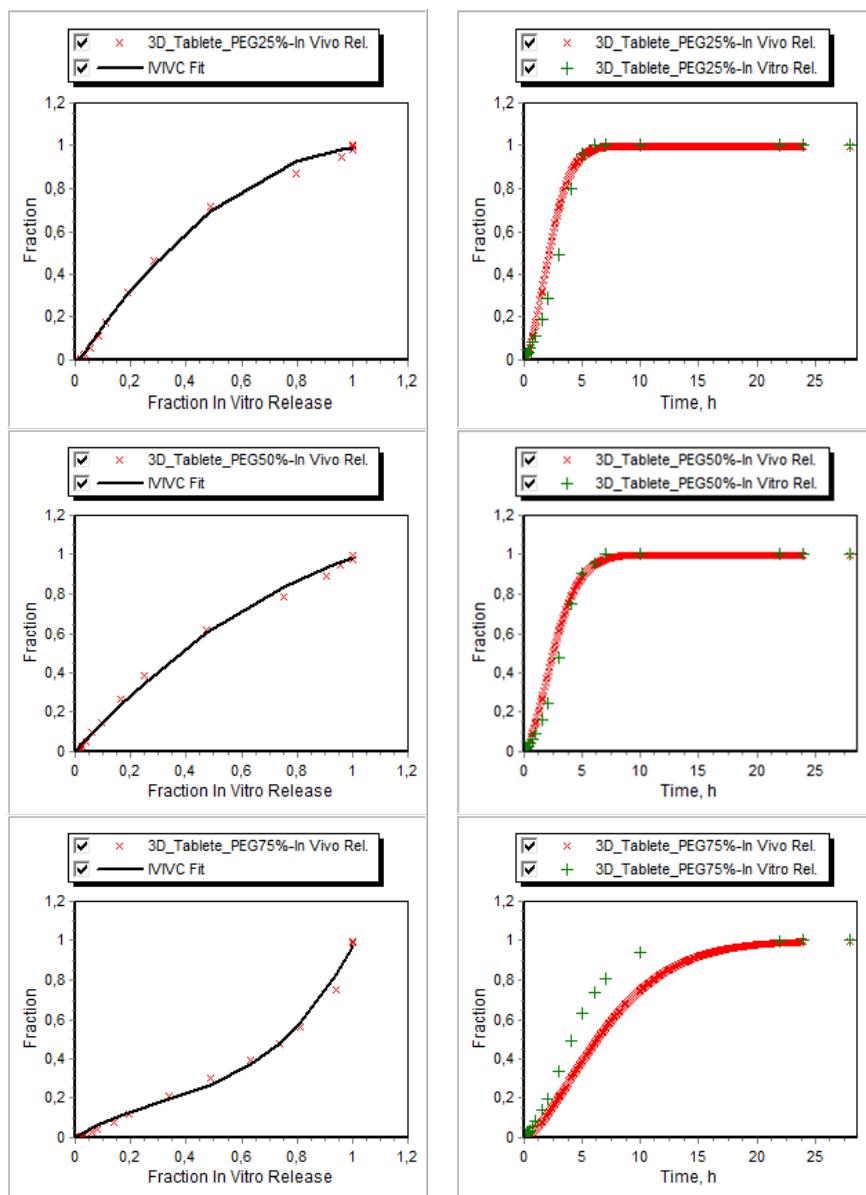 3D_Tablete_PEG25%-In Vivo Rel.
IVIVC Fit
1,2
1
0,8
0,6
0,4
0,2
0
Fraction
0 0,2 0,4 0,6 0,8 1 1,2
Fraction In Vitro Release
3D_Tablete_PEG25%-In Vivo Rel.
3D_Tablete_PEG25%-In Vitro Rel.
1,2
1
0,8
0,6
0,4
0,2
0
Fraction
0 5 10 15 20 25
Time, h
3D_Tablete_PEG50%-In Vivo Rel.
IVIVC Fit
1,2
1
0,8
0,6
0,4
0,2
0
Fraction
0 0,2 0,4 0,6 0,8 1 1,2
Fraction In Vitro Release
3D_Tablete_PEG50%-In Vivo Rel.
3D_Tablete_PEG50%-In Vitro Rel.
1,2
1
0,8
0,6
0,4
0,2
0
Fraction
0 5 10 15 20 25
Time, h
3D_Tablete_PEG75%-In Vivo Rel.
IVIVC Fit
1,2
1
0,8
0,6
0,4
0,2
0
Fraction
0 0,2 0,4 0,6 0,8 1 1,2
Fraction In Vitro Release
3D_Tablete_PEG75%-In Vivo Rel.
3D_Tablete_PEG75%-In Vitro Rel.
1,2
1
0,8
0,6
0,4
0,2
0
Fraction
0 5 10 15 20 25
Time, h